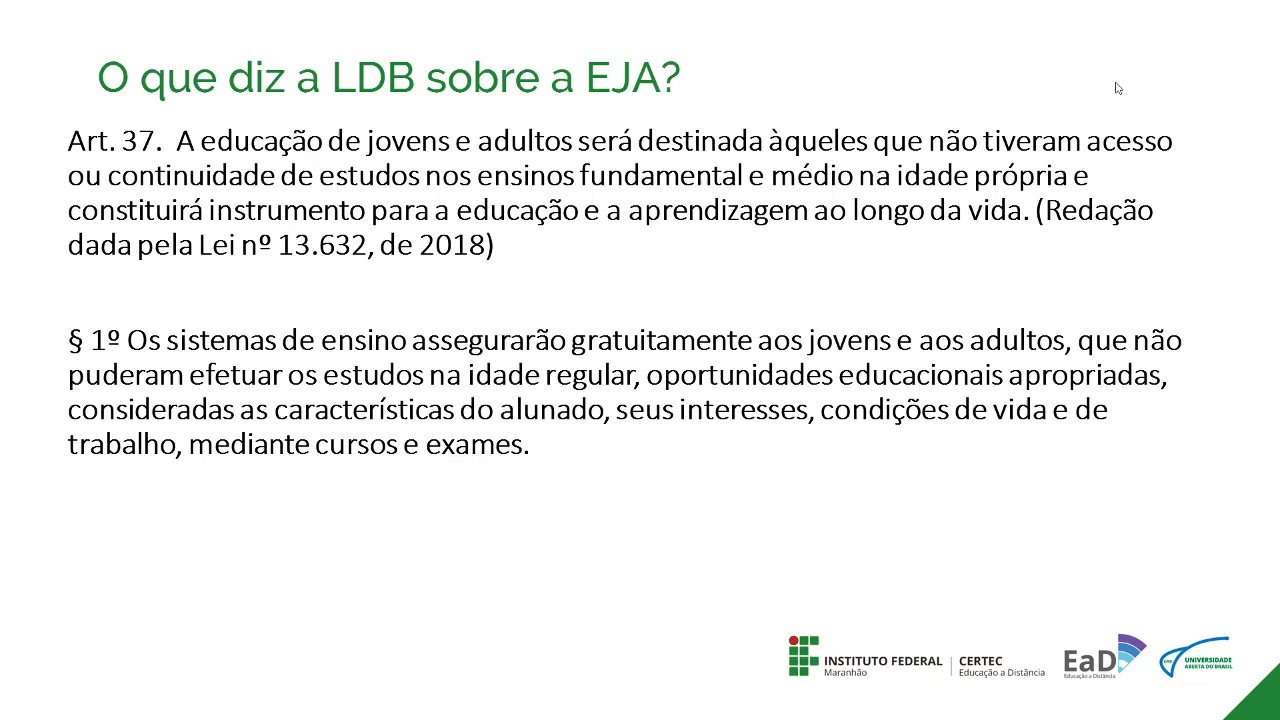 O que diz a LDB sobre a EJA?
Art. 37. A educação de jovens e adultos será destinada àqueles que não tiveram acesso
ou continuidade de estudos nos ensinos fundamental e médio na idade própria e
constituirá instrumento para a educação e a aprendizagem ao longo da vida. (Redação
dada pela Lei nº 13.632, de 2018)
§ 1º Os sistemas de ensino assegurarão gratuitamente aos jovens e aos adultos, que não
puderam efetuar os estudos na idade regular, oportunidades educacionais apropriadas,
consideradas as características do alunado, seus interesses, condições de vida e de
trabalho, mediante cursos e exames.
INSTITUTO FEDERAL
Maranhão
CERTEC
Educação a Distância
EaD
Educação a Distância
UNIVERSIDADE
ABERTA DO BRASIL